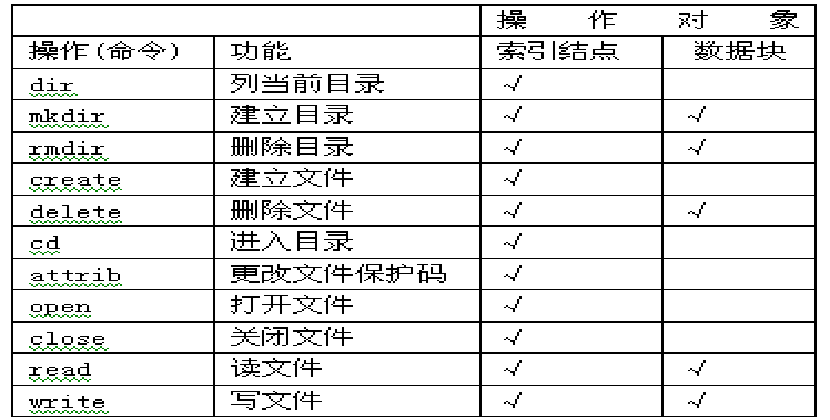 操 作 对 象
操作(命令) 功能 索引结点 数据块
dir 列当前目录 √
mkdir 建立目录 √ √
rmdir 删除目录 √ √
create 建立文件 √
delete 删除文件 √ √
cd 进入目录 √
attrib 更改文件保护码 √
open 打开文件 √
close 关闭文件 √
read 读文件 √ √
write 写文件 √ √